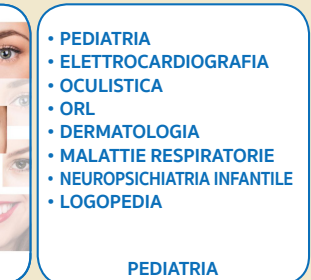 • PEDIATRIA
• ELETTROCARDIOGRAFIA
• OCULISTICA
• ORL
• DERMATOLOGIA
• MALATTIE RESPIRATORIE
• NEUROPSICHIATRIA INFANTILE
• LOGOPEDIA
PEDIATRIA